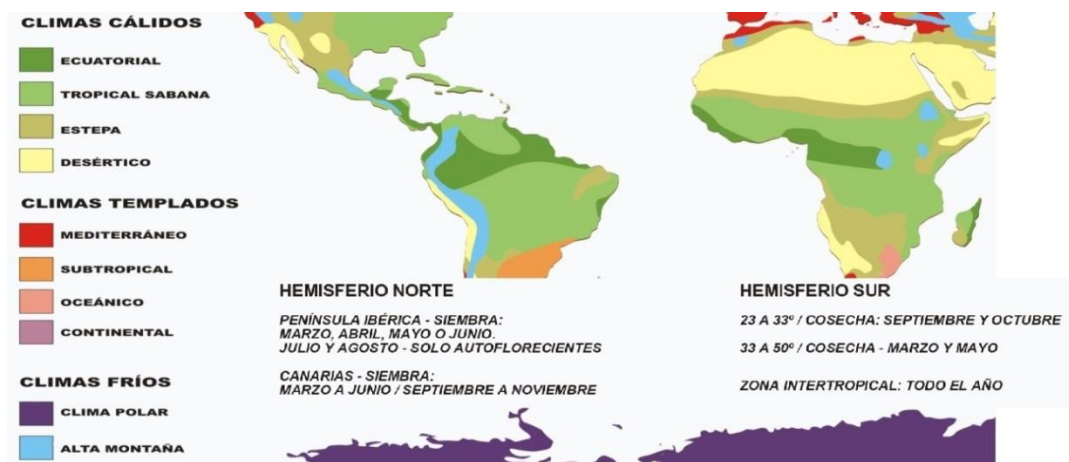 CLIMAS CÁLIDOS
ECUATORIAL
TROPICAL SABANA
ESTEPA
DESÉRTICO
CLIMAS TEMPLADOS
MEDITERRÁNEO
SUBTROPICAL
OCEÁNICO
CONTINENTAL
CLIMAS FRÍOS
CLIMA POLAR
ALTA MONTAÑA
HEMISFERIO NORTE
PENÍNSULA IBÉRICA - SIEMBRA:
MARZO, ABRIL, MAYO O JUNIO.
JULIO Y AGOSTO - SOLO AUTOFLORECIENTES
CANARIAS - SIEMBRA:
MARZO A JUNIO / SEPTIEMBRE A NOVIEMBRE
HEMISFERIO SUR
23 A 33º / COSECHA: SEPTIEMBRE Y OCTUBRE
33 A 50º / COSECHA - MARZO Y MAYO
ZONA INTERTROPICAL: TODO EL AÑO